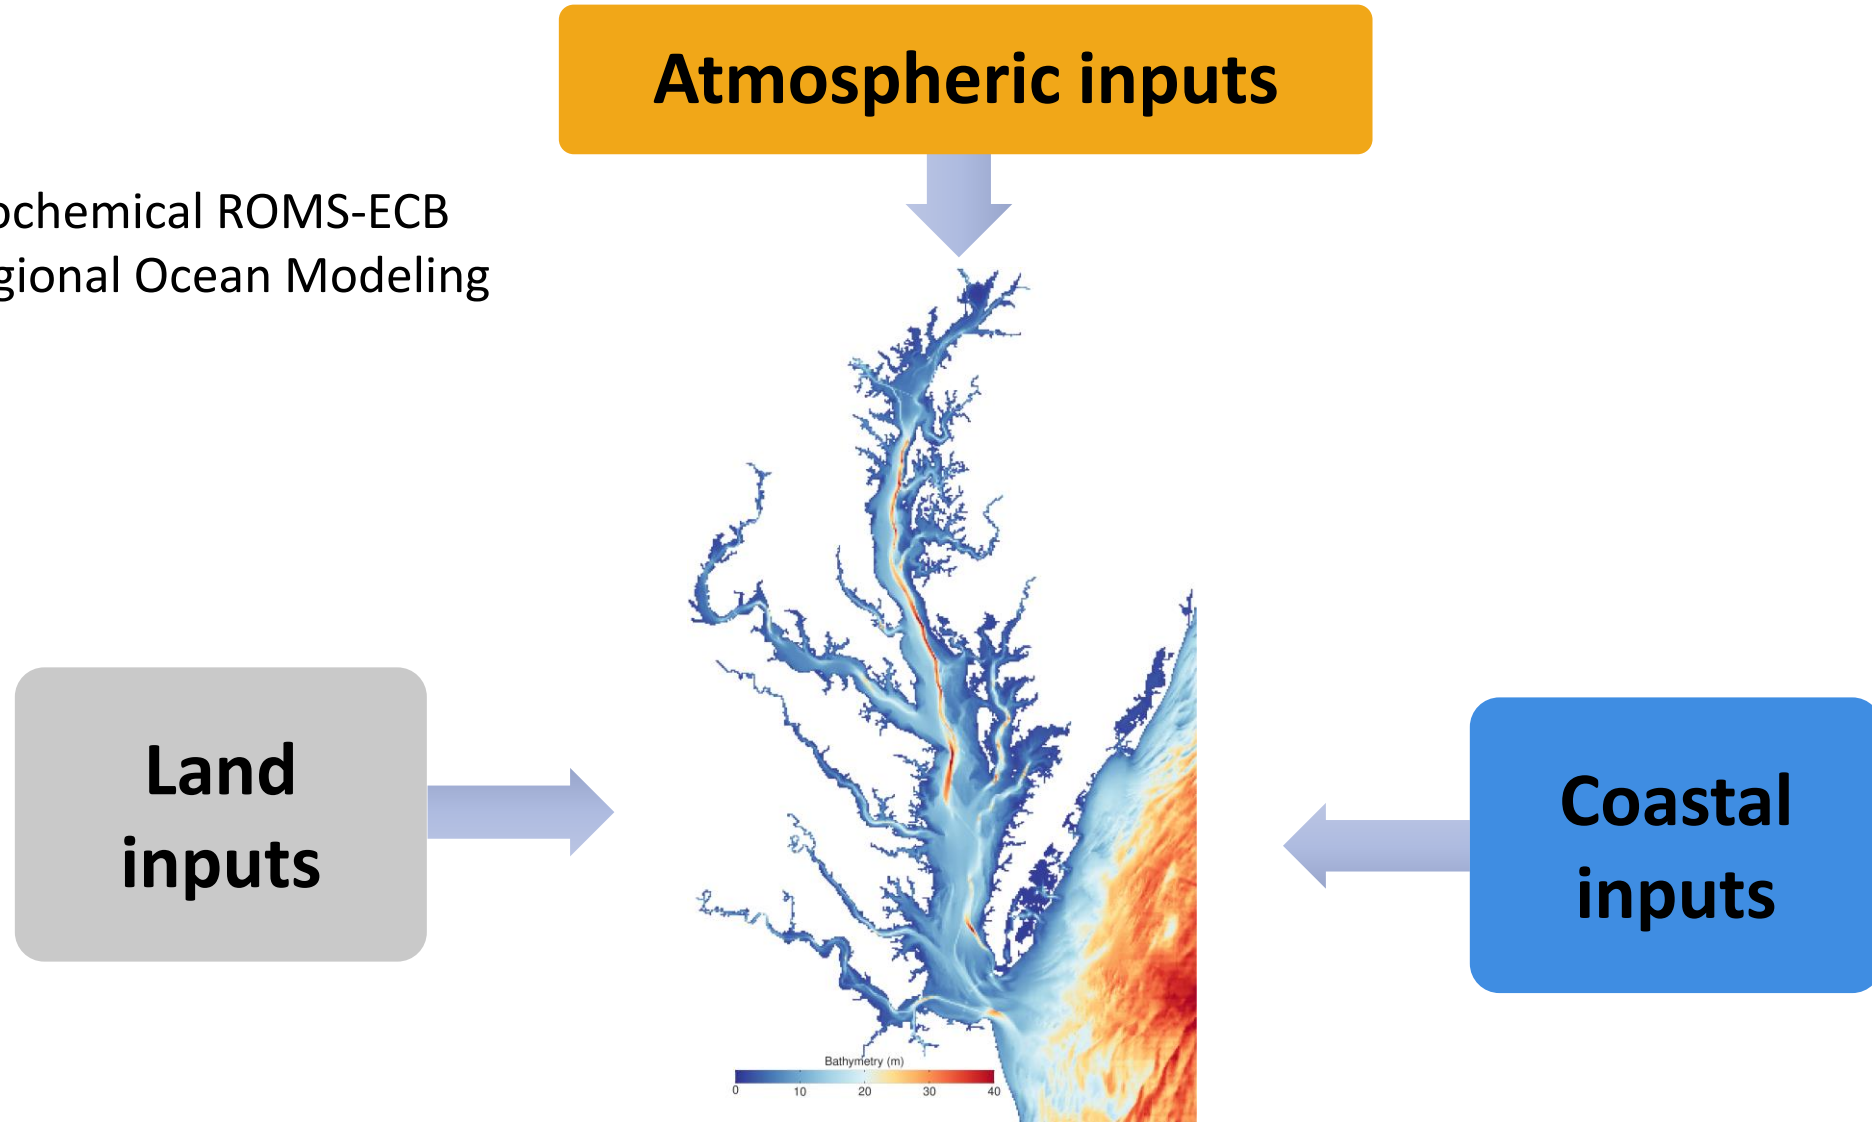 Atmospheric inputs
ochemical ROMS-ECB
gional Ocean Modeling
Land
inputs
Coastal
inputs
Bathymetry (m)
0 10 20 30 40